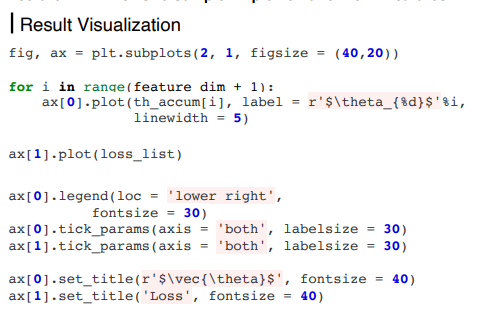 Result Visualization
fig, ax = plt.subplots(2, 1, figsize = (40,20))
for i in range(feature dim + 1):
ax[0].plot(th_accum[i], label = r'$\theta_{%d}$'%i,
linewidth = 5)
ax[1].plot(loss_list)
ax[0].legend(loc = 'lower right',
fontsize = 30)
ax[0].tick_params(axis = 'both', labelsize = 30)
ax[1].tick_params(axis = 'both', labelsize = 30)
ax[0].set_title(r'$\vec{\theta}$', fontsize = 40)
ax[1].set_title('Loss', fontsize = 40)